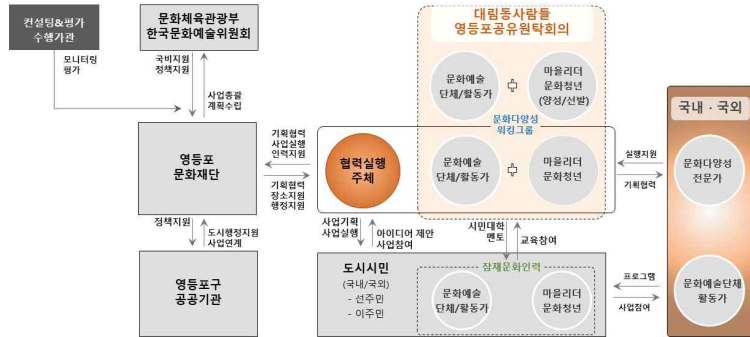 컨설팅&평가
수행기관
문화체육관광부
한국문화예술위원회
대림동사람들
영등포공유원탁회의
모니터링
평가
국비지원
정책지원
사업총괄
계획수립
문화예술
단체/활동가
마을리더
문화청년
(양성/선발)
국내 · 국외
문화다양성
워킹그룹
영등포
문화재단
기획협력
사업실행
인력지원
기획협력
장소지원
행정지원
협력실행
주체
문화예술
단체/활동가
마을리더
문화청년
실행지원
기획협력
문화다양성
전문가
정책지원
도시행정지원
사업연계
사업기획
사업실행
아이디어 제안
사업참여
시민대학
멘토
교육참여
영등포구
공공기관
도시시민
(국내/국외)
- 선주민
- 이주민
잠재문화인력
문화예술
단체/활동가
마을리더
문화청년
프로그램
사업참여
문화예술단체
활동가